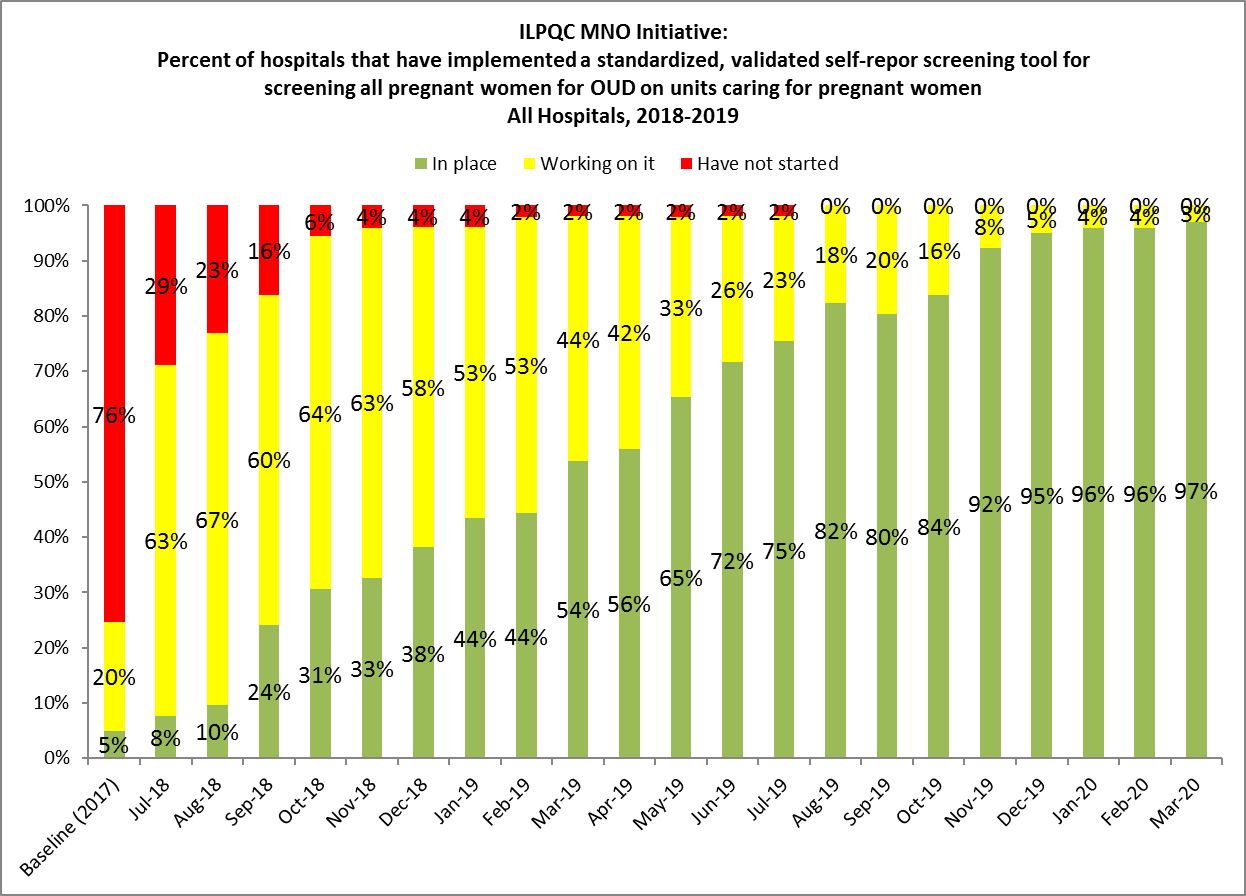 ILPQC MNO Initiative:
Percent of hospitals that have implemented a standardized, validated self-repor screening tool for
screening all pregnant women for OUD on units caring for pregnant women
All Hospitals, 2018-2019
In place Working on it Have not started
100%
90%
80%
70%
60%
50%
40%
30%
20%
10%
0%
76% 29% 23% 16% 6% 4% 4% 4% 2% 2% 2% 2% 2% 2% 0% 0% 0% 0% 0% 0% 0% 0%
20% 63% 67% 60% 64% 63% 58% 53% 53% 44% 42% 33% 26% 23% 18% 20% 16% 8% 5% 4% 4% 3%
5% 8% 10% 24% 31% 33% 38% 44% 44% 54% 56% 65% 72% 75% 82% 80% 84% 92% 95% 96% 96% 97%
Baseline (2017) Jul-18 Aug-18 Sep-18 Oct-18 Nov-18 Dec-18 Jan-19 Feb-19 Mar-19 Apr-19 May-19 Jun-19 Jul-19 Aug-19 Sep-19 Oct-19 Nov-19 Dec-19 Jan-20 Feb-20 Mar-20